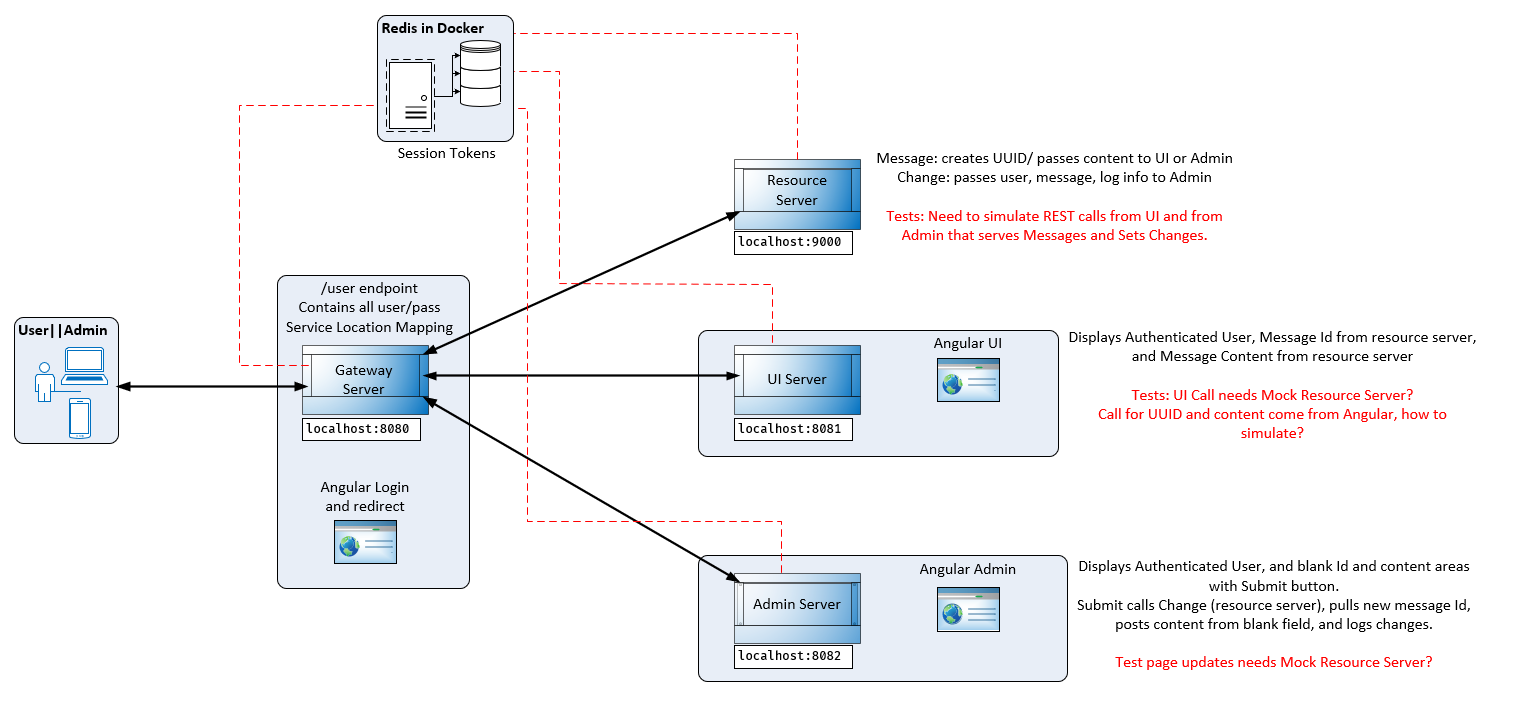 Redis in Docker
Session Tokens
Resource
Server
localhost:9000
Message: creates UUID/ passes content to UI or Admin
Change: passes user, message, log info to Admin
Tests: Need to simulate REST calls from UI and from
Admin that serves Messages and Sets Changes.
User||Admin
/user endpoint
Contains all user/pass
Service Location Mapping
Gateway
Server
localhost:8080
Angular Login
and redirect
UI Server
localhost:8081
Angular UI
Displays Authenticated User, Message Id from resource server,
and Message Content from resource server
Tests: UI Call needs Mock Resource Server?
Call for UUID and content come from Angular, how to
simulate?
Admin Server
localhost:8082
Angular Admin
Displays Authenticated User, and blank Id and content areas
with Submit button.
Submit calls Change (resource server), pulls new message Id,
posts content from blank field, and logs changes.
Test page updates needs Mock Resource Server?